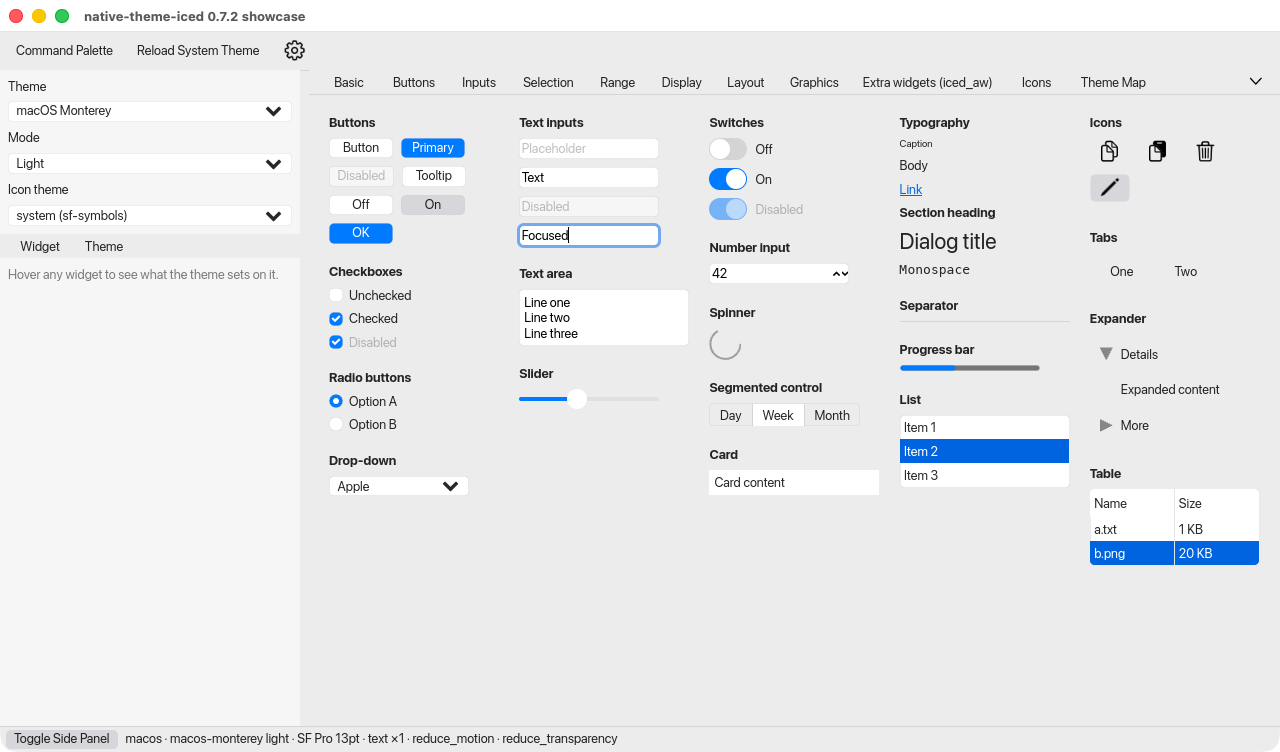 native-theme-iced 0.7.2 showcase
Command Palette
Reload System Theme
Theme
macOS Monterey
Mode
Light
Icon theme
system (sf-symbols)
Widget
Theme
Hover any widget to see what the theme sets on it.
Basic
Buttons
Inputs
Selection
Range
Display
Layout
Graphics
Extra widgets (iced_aw)
Icons
Theme Map
Buttons
Button
Primary
Disabled
Tooltip
Off
On
OK
Checkboxes
Unchecked
Checked
Disabled
Radio buttons
Option A
Option B
Drop-down
Apple
Text inputs
Placeholder
Text
Disabled
Focused
Text area
Line one
Line two
Line three
Slider
Switches
Off
On
Disabled
Number input
42
Spinner
Segmented control
Day
Week
Month
Card
Card content
Typography
Caption
Body
Link
Section heading
Dialog title
Monospace
Separator
Progress bar
List
Item 1
Item 2
Item 3
Icons
Tabs
One
Two
Expander
Details
Expanded content
More
Table
Name
Size
a.txt
1 KB
b.png
20 KB
Toggle Side Panel
macos · macos-monterey light · SF Pro 13pt · text ×1 · reduce_motion · reduce_transparency